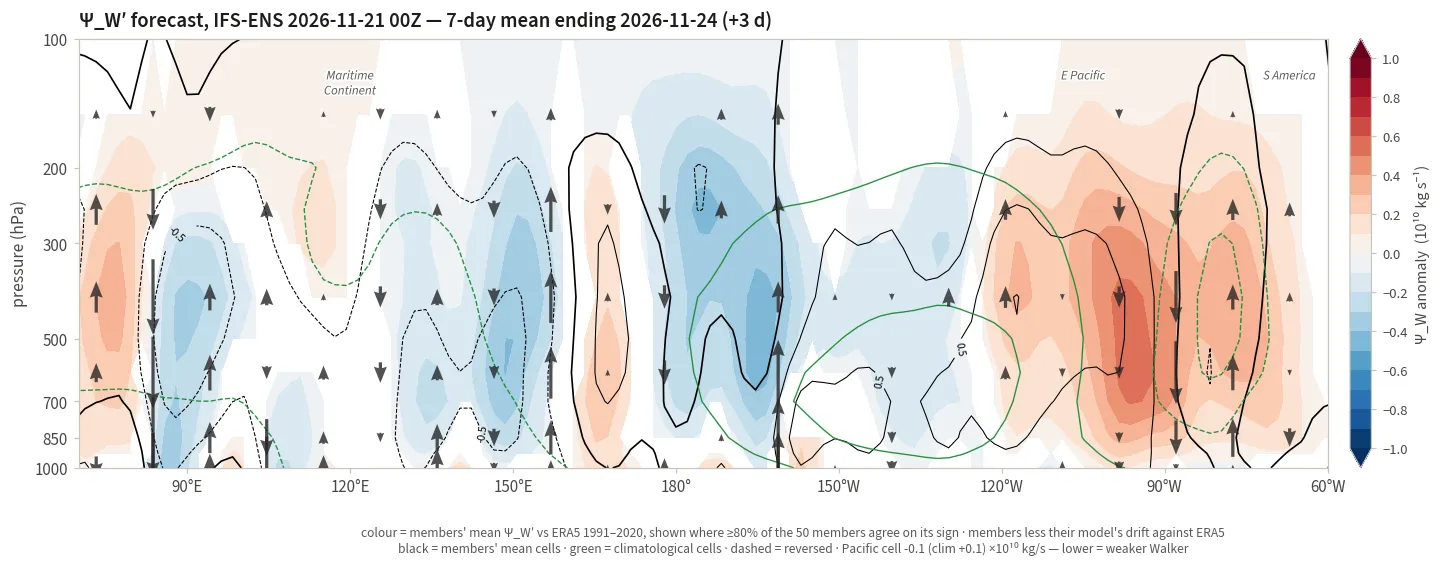 Ψ_W′ forecast, IFS-ENS 2026-11-21 00Z — 7-day mean ending 2026-11-24 (+3 d)
100
200
300
500
700
850
1000
pressure (hPa)
Maritime
Continent
E Pacific
S America
-0.5
-0.5
0.5
0.5
90°E
120°E
150°E
180°
150°W
120°W
90°W
60°W
1.0
0.8
0.6
0.4
0.2
0.0
−0.2
−0.4
−0.6
−0.8
−1.0
Ψ_W anomaly (10¹⁰ kg s⁻¹)
colour = members' mean Ψ_W′ vs ERA5 1991–2020, shown where ≥80% of the 50 members agree on its sign · members less their model's drift against ERA5
black = members' mean cells · green = climatological cells · dashed = reversed · Pacific cell -0.1 (clim +0.1) ×10¹⁰ kg/s — lower = weaker Walker